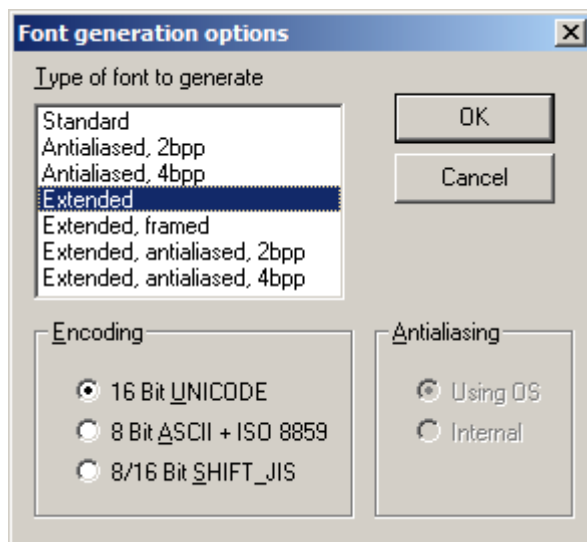 Font generation options
Type of font to generate
Standard
Antialiased, 2bpp
Antialiased, 4bpp
Extended
Extended, framed
Extended, antialiased, 2bpp
Extended, antialiased, 4bpp
OK
Cancel
Encoding
16 Bit UNICODE
8 Bit ASCII + ISO 8859
8/16 Bit SHIFT_JIS
Antialiasing
Using OS
Internal